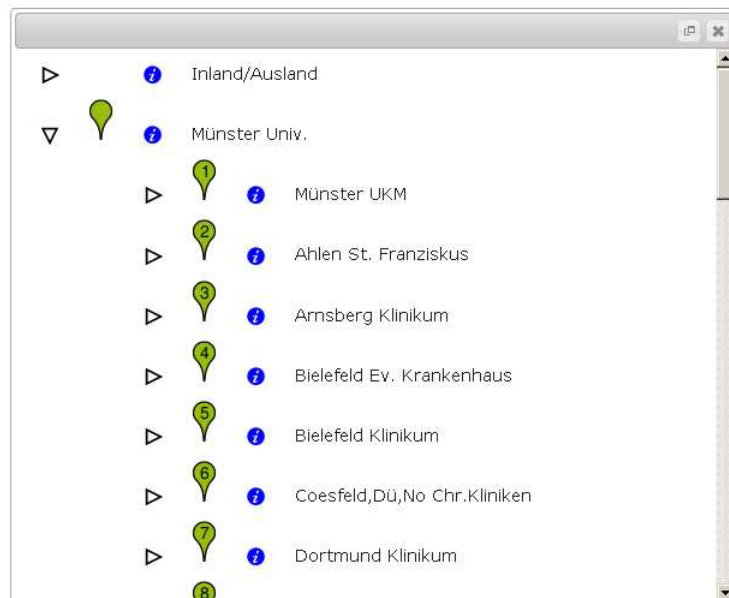 i Inland/Ausland
i Münster Univ.
1 i Münster UKM
2 i Ahlen St. Franziskus
3 i Arnsberg Klinikum
4 i Bielefeld Ev. Krankenhaus
5 i Bielefeld Klinikum
6 i Coesfeld,Dü,No Chr.Kliniken
7 i Dortmund Klinikum
8